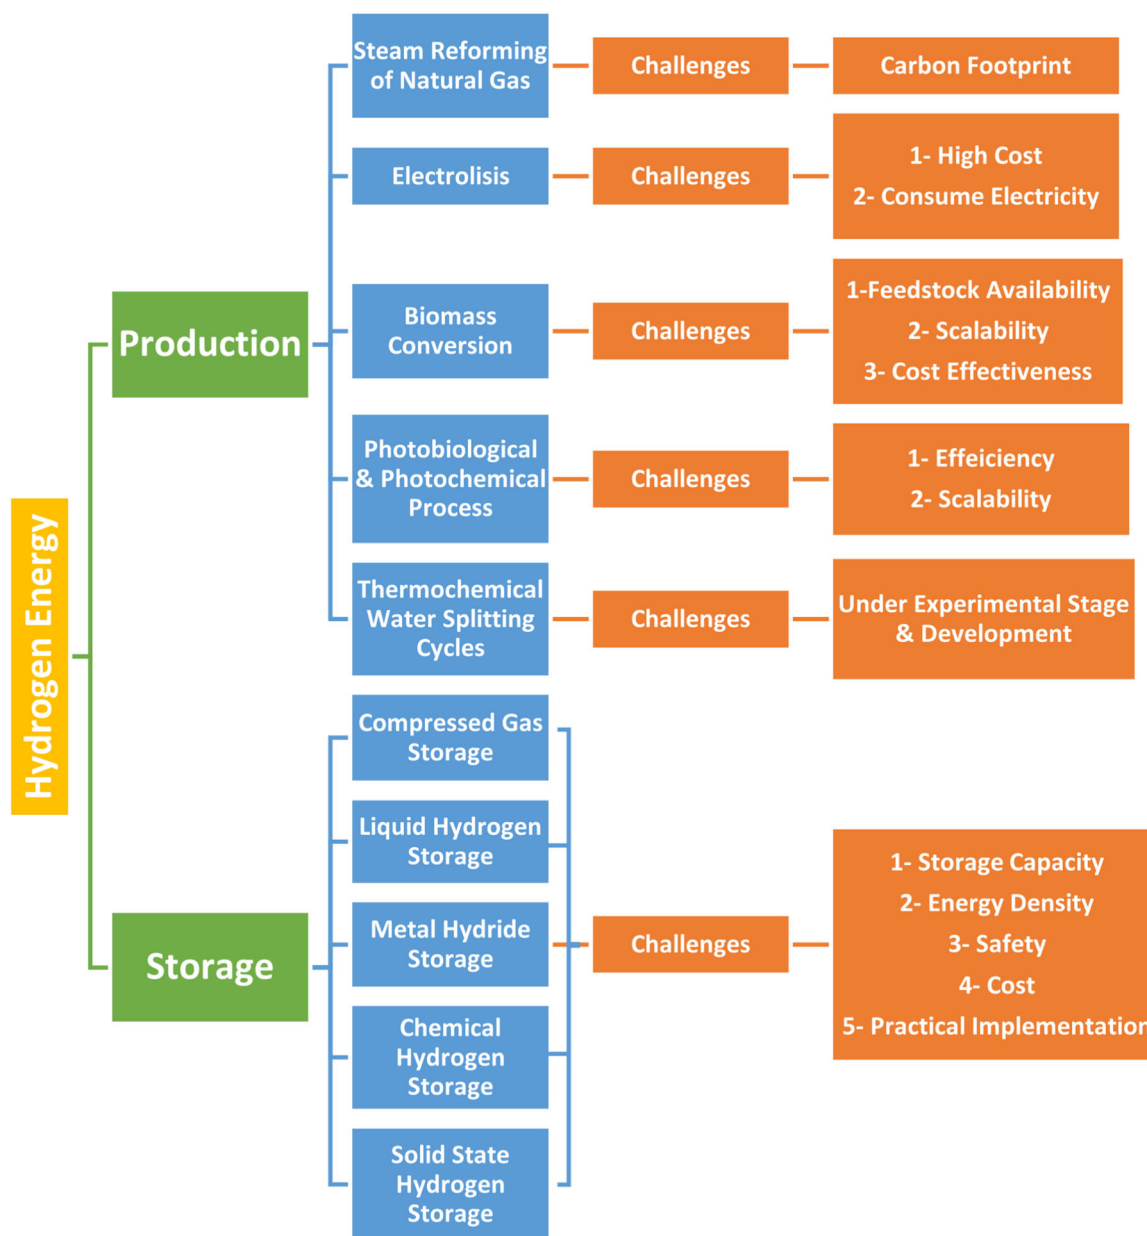 Hydrogen Energy
Production
Steam Reforming
of Natural Gas
Challenges
Carbon Footprint
Electrolisis
Challenges
1- High Cost
2- Consume Electricity
Biomass
Conversion
Challenges
1-Feedstock Availability
2- Scalability
3- Cost Effectiveness
Photobiological
& Photochemical
Process
Challenges
1- Effeiciency
2- Scalability
Thermochemical
Water Splitting
Cycles
Challenges
Under Experimental Stage
& Development
Storage
Compressed Gas
Storage
Liquid Hydrogen
Storage
Metal Hydride
Storage
Chemical
Hydrogen
Storage
Solid State
Hydrogen
Storage
Challenges
1- Storage Capacity
2- Energy Density
3- Safety
4- Cost
5- Practical Implementation